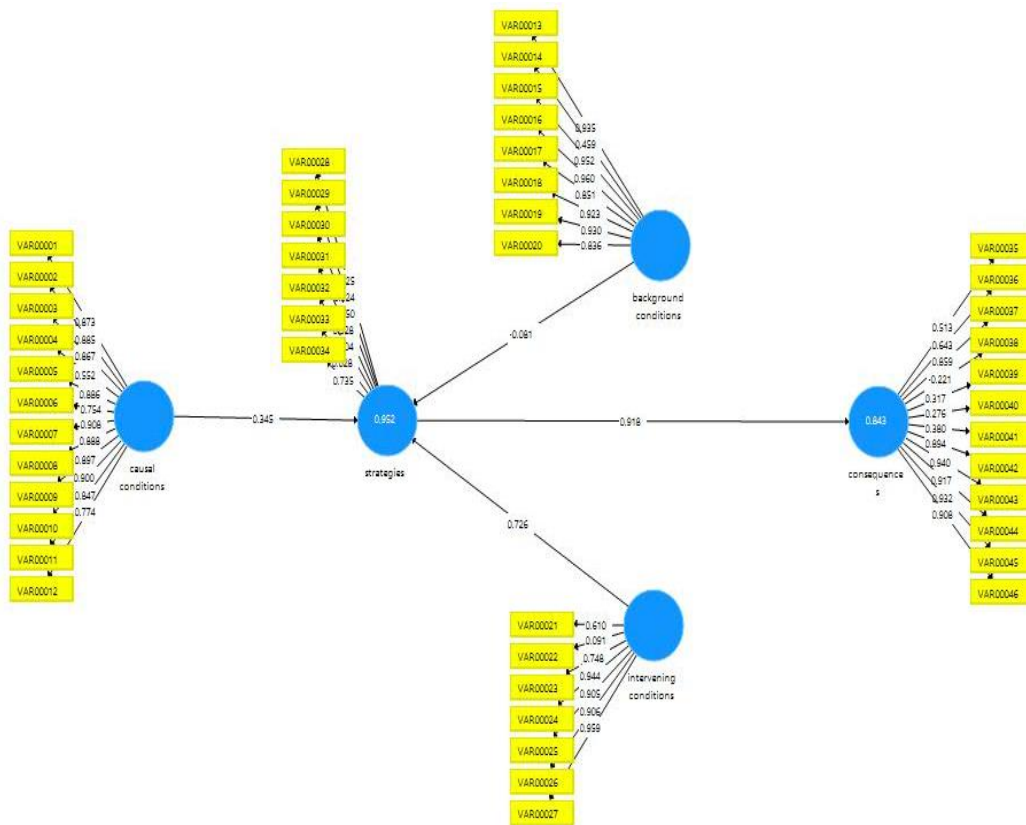 VAR00013
VAR00014
VAR00015
VAR00016
VAR00017
VAR00018
VAR00019
VAR00020
0.935
0.459
0.952
0.960
0.851
0.923
0.930
0.836
background
conditions
VAR00028
VAR00029
VAR00030
VAR00031
VAR00032
VAR00033
VAR00034
0.735
VAR00001
VAR00002
VAR00003
VAR00004
VAR00005
VAR00006
VAR00007
VAR00008
VAR00009
VAR00010
VAR00011
VAR00012
0.873
0.885
0.867
0.552
0.886
0.754
0.908
0.888
0.897
0.900
0.847
0.774
causal
conditions
0.345
-0.081
0.952
strategies
0.918
0.726
0.843
consequence
s
VAR00035
VAR00036
VAR00037
VAR00038
VAR00039
VAR00040
VAR00041
VAR00042
VAR00043
VAR00044
VAR00045
VAR00046
0.513
0.643
0.859
-0.221
0.317
0.276
0.380
0.894
0.940
0.917
0.932
0.908
VAR00021
VAR00022
VAR00023
VAR00024
VAR00025
VAR00026
VAR00027
0.610
0.091
0.748
0.944
0.905
0.906
0.959
intervening
conditions